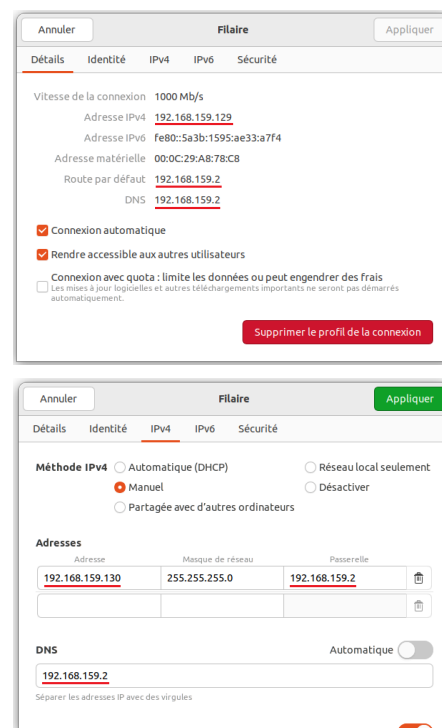 Annuler Filaire Appliquer
Détails Identité IPv4 IPv6 Sécurité
Vitesse de la connexion 1000 Mb/s
Adresse IPv4 192.168.159.129
Adresse IPv6 fe80::5a3b:1595:ae33:a7f4
Adresse matérielle 00:0C:29:A8:78:C8
Route par défaut 192.168.159.2
DNS 192.168.159.2
Connexion automatique
Rendre accessible aux autres utilisateurs
Connexion avec quota : limite les données ou peut engendrer des frais
Les mises à jour logicielles et autres téléchargements importants ne seront pas démarrés
automatiquement.
Supprimer le profil de la connexion
Annuler Filaire Appliquer
Détails Identité IPv4 IPv6 Sécurité
Méthode IPv4 Automatique (DHCP) Réseau local seulement
Manuel Désactiver
Partagée avec d'autres ordinateurs
Adresses
Adresse Masque de réseau Passerelle
192.168.159.130 255.255.255.0 192.168.159.2
DNS Automatique
192.168.159.2
Séparer les adresses IP avec des virgules